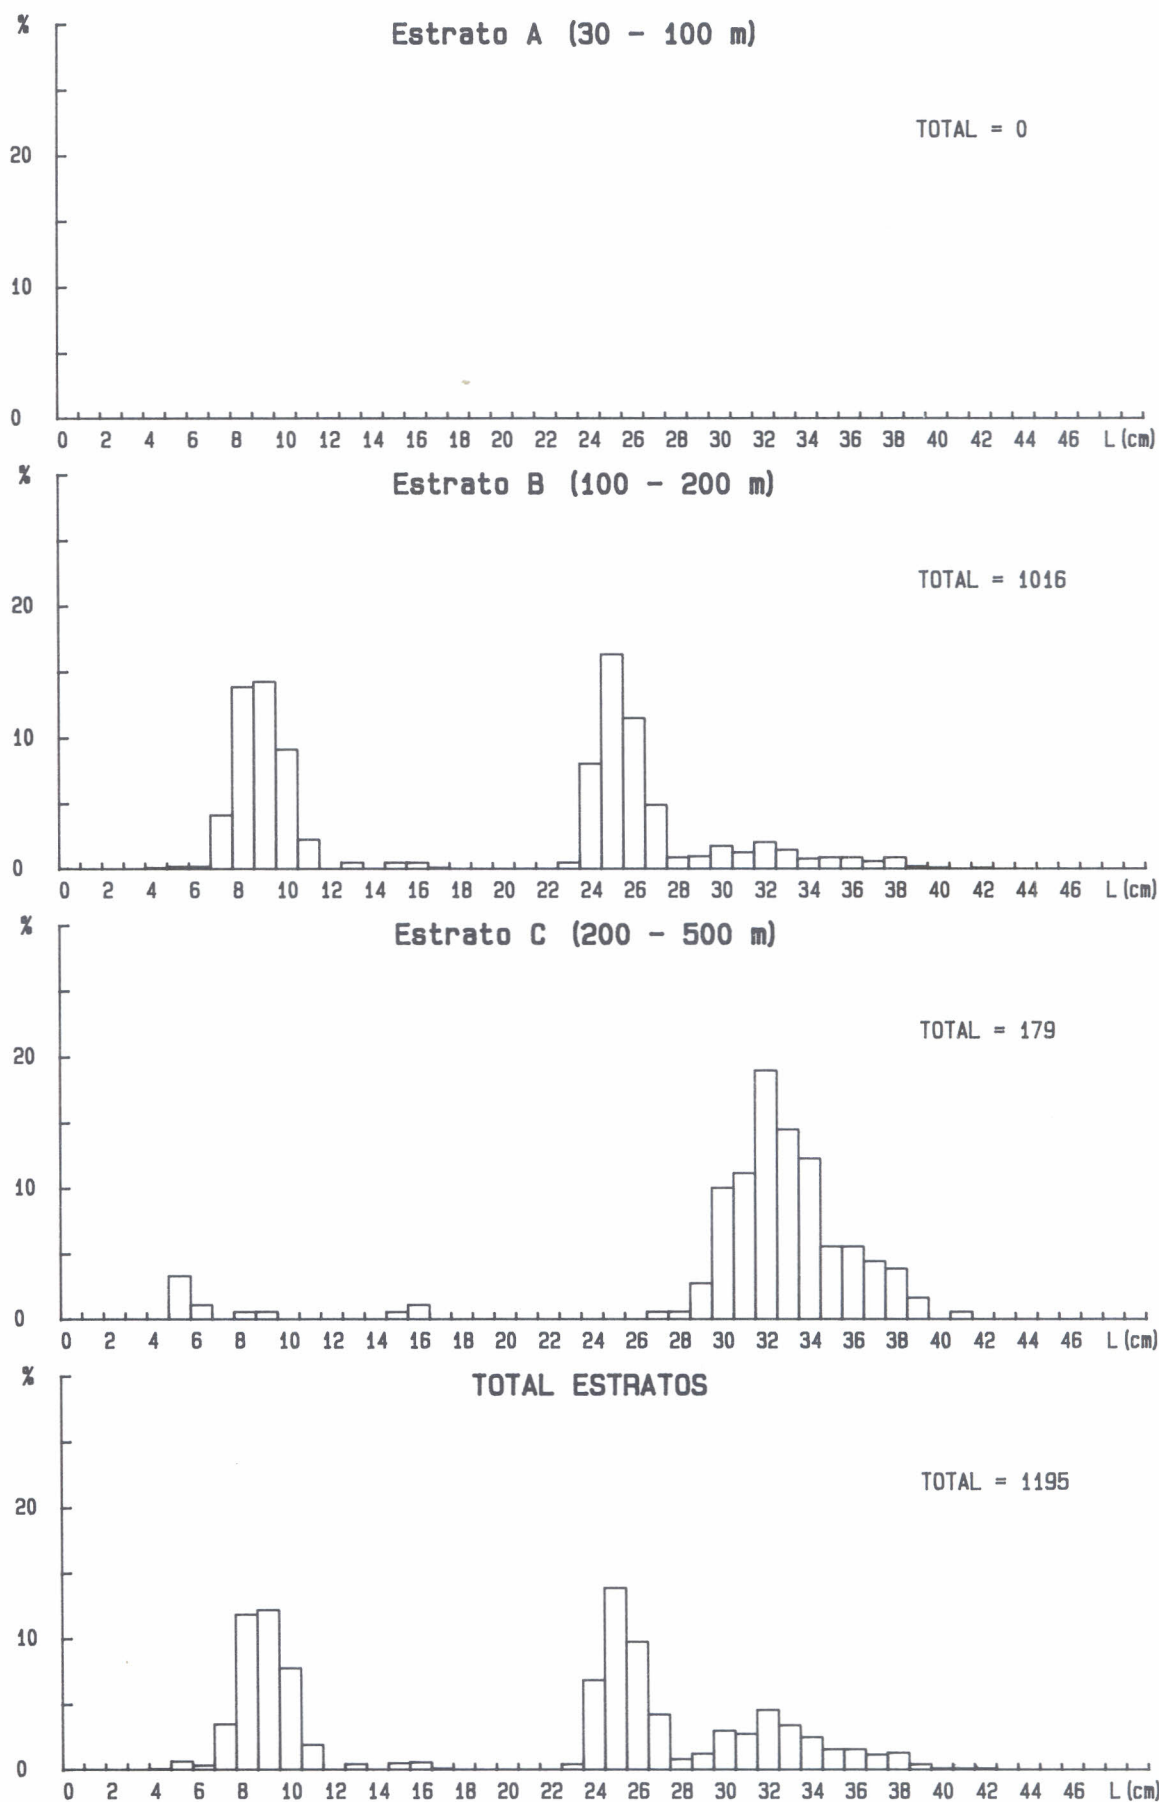 %
Estrato A (30 - 100 m)
TOTAL = 0
20
10
0
0 2 4 6 8 10 12 14 16 18 20 22 24 26 28 30 32 34 36 38 40 42 44 46 L (cm)
%
Estrato B (100 - 200 m)
TOTAL = 1016
20
10
0
0 2 4 6 8 10 12 14 16 18 20 22 24 26 28 30 32 34 36 38 40 42 44 46 L (cm)
%
Estrato C (200 - 500 m)
TOTAL = 179
20
10
0
0 2 4 6 8 10 12 14 16 18 20 22 24 26 28 30 32 34 36 38 40 42 44 46 L (cm)
%
TOTAL ESTRATOS
TOTAL = 1195
20
10
0
0 2 4 6 8 10 12 14 16 18 20 22 24 26 28 30 32 34 36 38 40 42 44 46 L (cm)